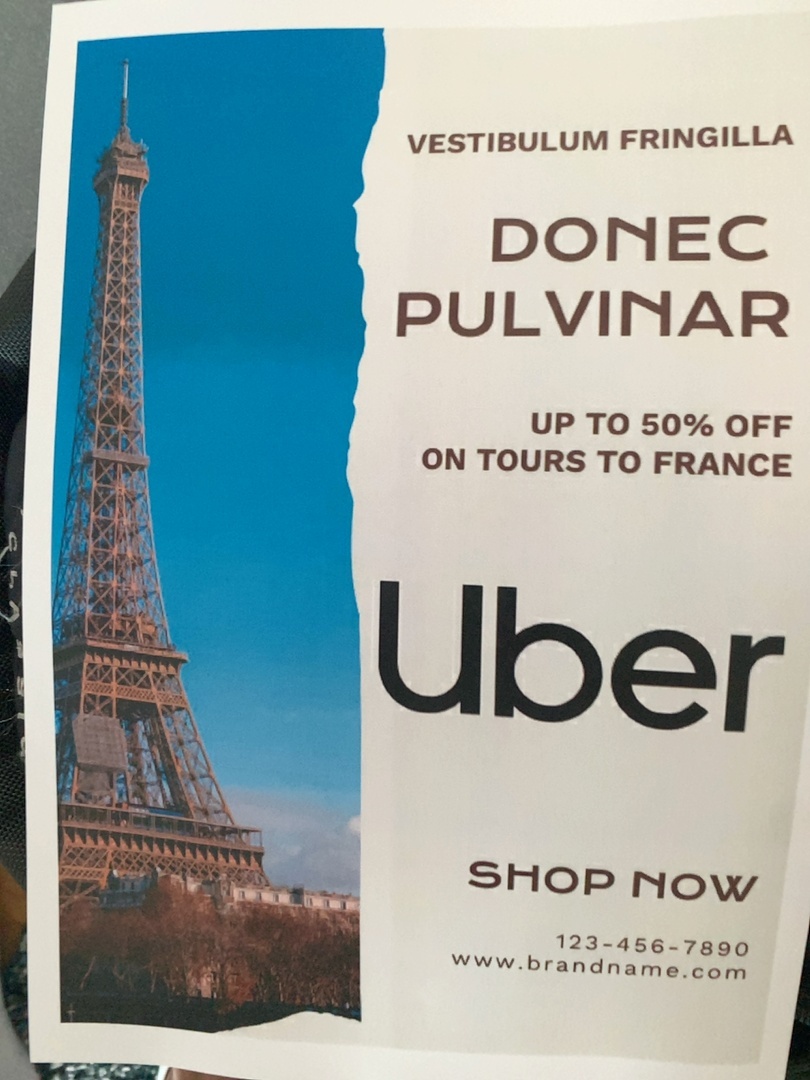 VESTIBULUM FRINGILLA
DONEC
PULVINAR
UP TO 50% OFF
ON TOURS TO FRANCE
Uber
SHOP NOW
123-456-7890
www.brandname.com